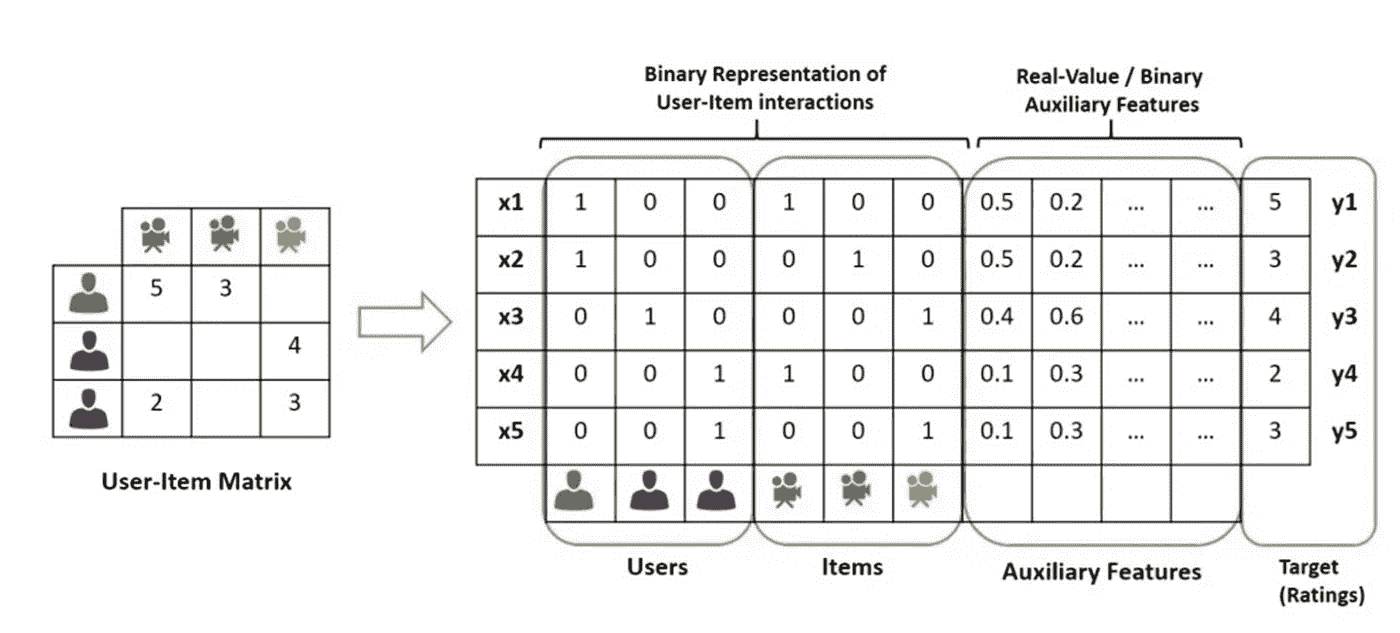 Binary Representation of
User-Item interactions
Real-Value / Binary
Auxiliary Features
5 3
4
2 3
User-Item Matrix
x1 1 0 0 1 0 0 0.5 0.2 ... ... 5 y1
x2 1 0 0 0 1 0 0.5 0.2 ... ... 3 y2
x3 0 1 0 0 0 1 0.4 0.6 ... ... 4 y3
x4 0 0 1 1 0 0 0.1 0.3 ... ... 2 y4
x5 0 0 1 0 0 1 0.1 0.3 ... ... 3 y5
Users
Items
Auxiliary Features
Target
(Ratings)